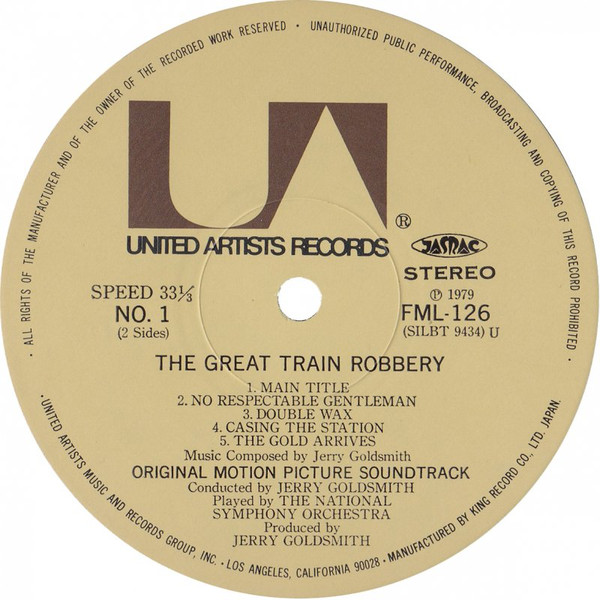 · ALL RIGHTS OF THE MANUFACTURER AND OF THE OWNER OF THE RECORDED WORK RESERVED · UNAUTHORIZED PUBLIC PERFORMANCE, BROADCASTING AND COPYING OF THIS RECORD PROHIBITED ·
UA
®
UNITED ARTISTS RECORDS
JASRAC
STEREO
SPEED 33⅓
NO. 1
(2 Sides)
℗ 1979
FML-126
(SILBT 9434) U
THE GREAT TRAIN ROBBERY
1. MAIN TITLE
2. NO RESPECTABLE GENTLEMAN
3. DOUBLE WAX
4. CASING THE STATION
5. THE GOLD ARRIVES
Music Composed by Jerry Goldsmith
ORIGINAL MOTION PICTURE SOUNDTRACK
Conducted by JERRY GOLDSMITH
Played by THE NATIONAL
SYMPHONY ORCHESTRA
Produced by
JERRY GOLDSMITH
·UNITED ARTISTS MUSIC AND RECORDS GROUP, INC. · LOS ANGELES, CALIFORNIA 90028 · MANUFACTURED BY KING RECORD CO., LTD. JAPAN.